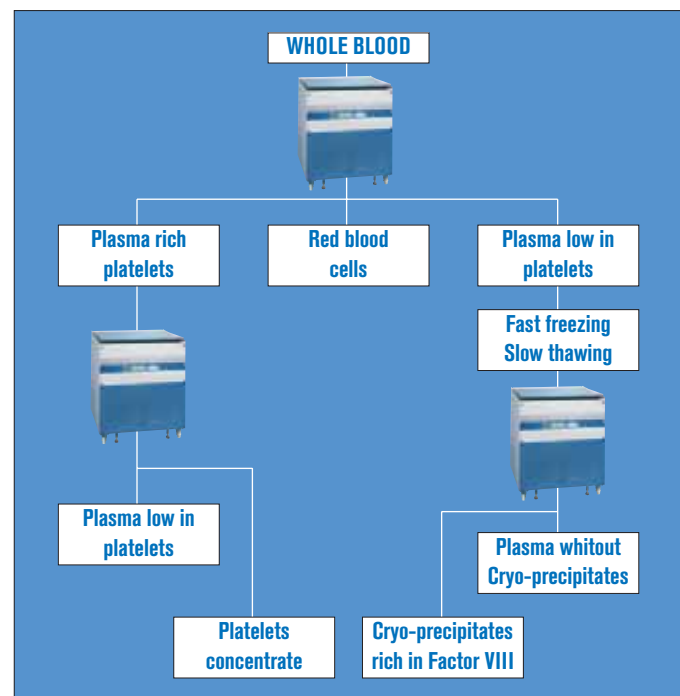 WHOLE BLOOD
Plasma rich
platelets
Red blood
cells
Plasma low in
platelets
Fast freezing
Slow thawing
Plasma low in
platelets
Plasma whitout
Cryo-precipitates
Platelets
concentrate
Cryo-precipitates
rich in Factor VIII